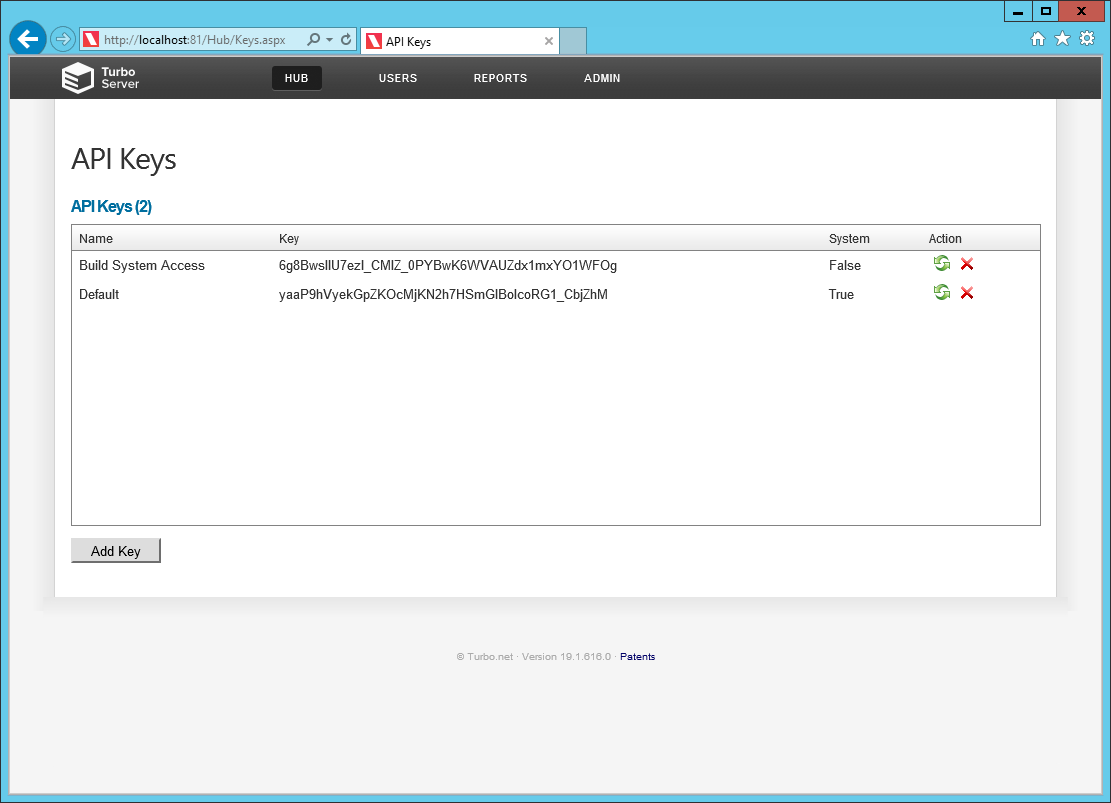 http://localhost:81/Hub/Keys.aspx
API Keys
Turbo
Server
HUB USERS REPORTS ADMIN
API Keys
API Keys (2)
Name Key System Action
Build System Access 6g8BwsIlU7ezI_CMlZ_0PYBwK6WVAUZdx1mxYO1WFOg False
Default yaaP9hVyekGpZKOcMjKN2h7HSmGIBolcoRG1_CbjZhM True
Add Key
© Turbo.net · Version 19.1.616.0 · Patents